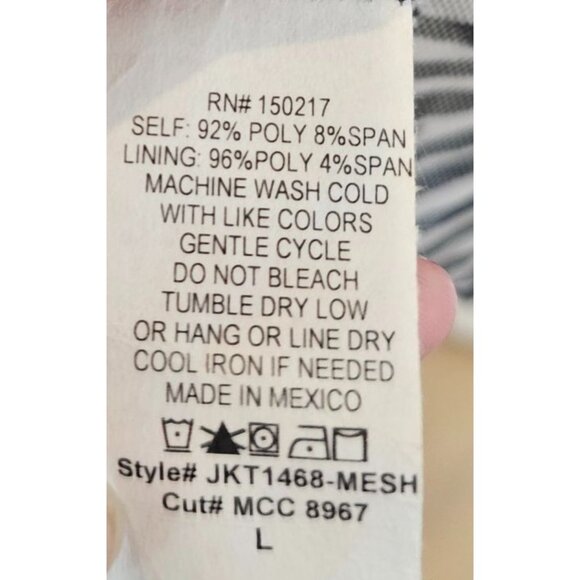 RN# 150217
SELF: 92% POLY 8%SPAN
LINING: 96%POLY 4%SPAN
MACHINE WASH COLD
WITH LIKE COLORS
GENTLE CYCLE
DO NOT BLEACH
TUMBLE DRY LOW
OR HANG OR LINE DRY
COOL IRON IF NEEDED
MADE IN MEXICO
Style# JKT1468-MESH
Cut# MCC 8967
L